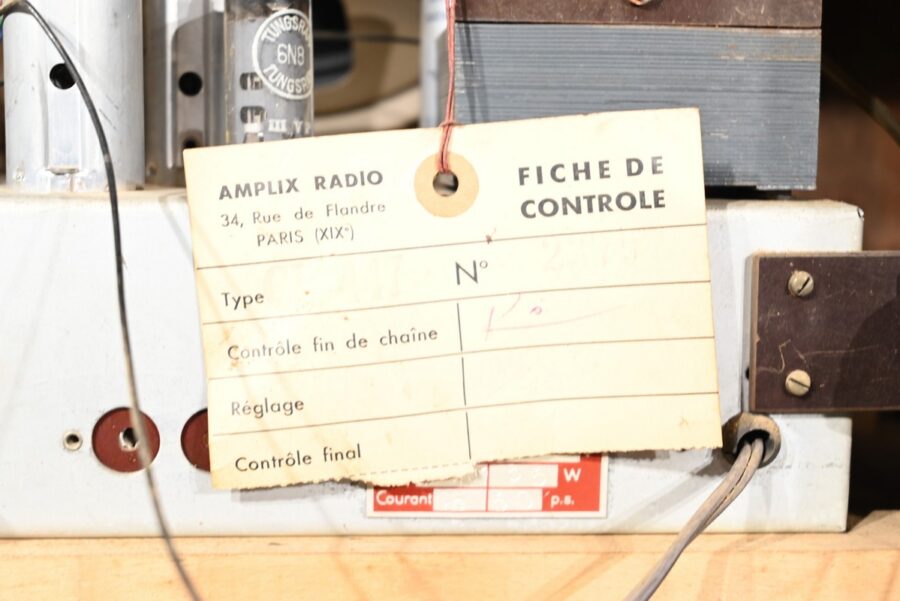 TUNGSRAM
6N8
TUNGSRAM
AMPLIX RADIO
34, Rue de Flandre
PARIS (XIXe)
FICHE DE
CONTROLE
Type
N°
Contrôle fin de chaîne
Réglage
Contrôle final
W
Courant
p.s.